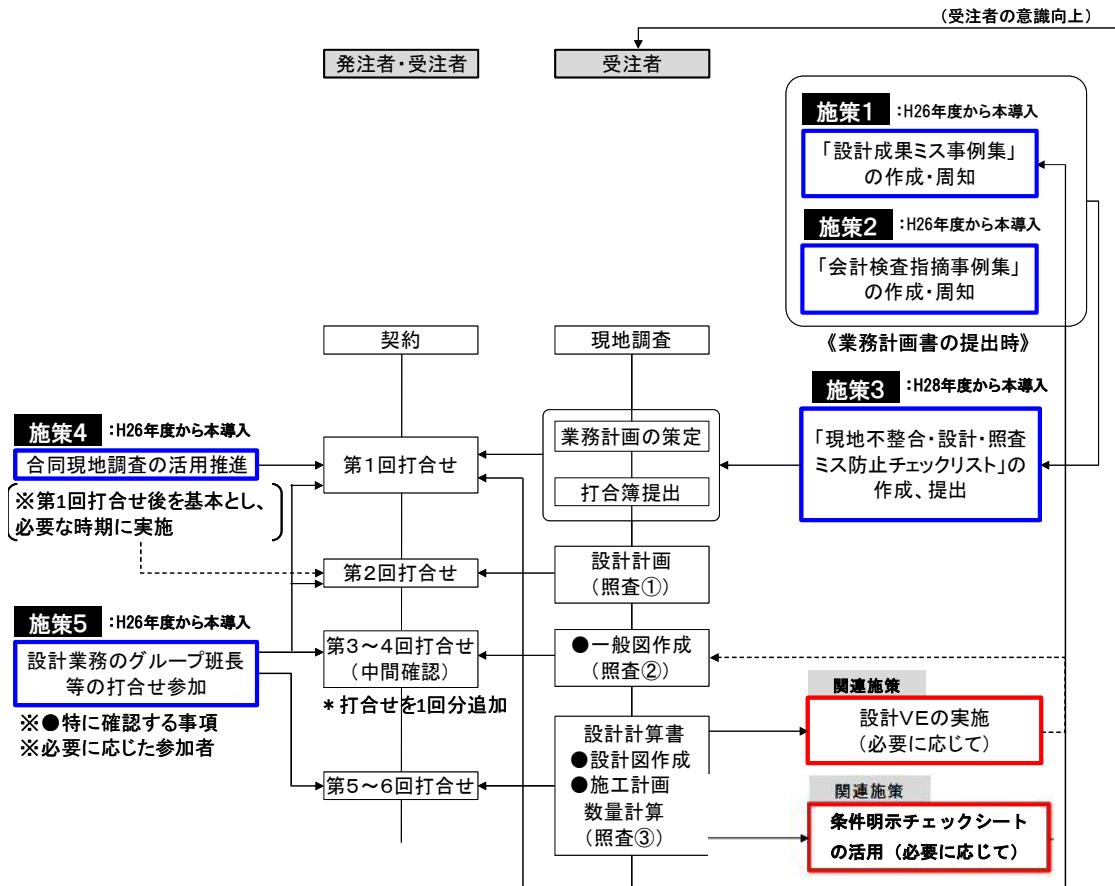 (受注者の意識向上)
発注者・受注者
受注者
施策1 :H26年度から本導入
「設計成果ミス事例集」
の作成・周知
施策2 :H26年度から本導入
「会計検査指摘事例集」
の作成・周知
《業務計画書の提出時》
契約
現地調査
施策3 :H28年度から本導入
「現地不整合・設計・照査
ミス防止チェックリスト」の
作成、提出
施策4 :H26年度から本導入
合同現地調査の活用推進
※第1回打合せ後を基本とし、
必要な時期に実施
第1回打合せ
業務計画の策定
打合簿提出
第2回打合せ
設計計画
(照査①)
施策5 :H26年度から本導入
設計業務のグループ班長
等の打合せ参加
※●特に確認する事項
※必要に応じた参加者
第3～4回打合せ
(中間確認)
*打合せを1回分追加
●一般図作成
(照査②)
関連施策
設計VEの実施
(必要に応じて)
第5～6回打合せ
設計計算書
●設計図作成
●施工計画
数量計算
(照査③)
関連施策
条件明示チェックシート
の活用(必要に応じて)